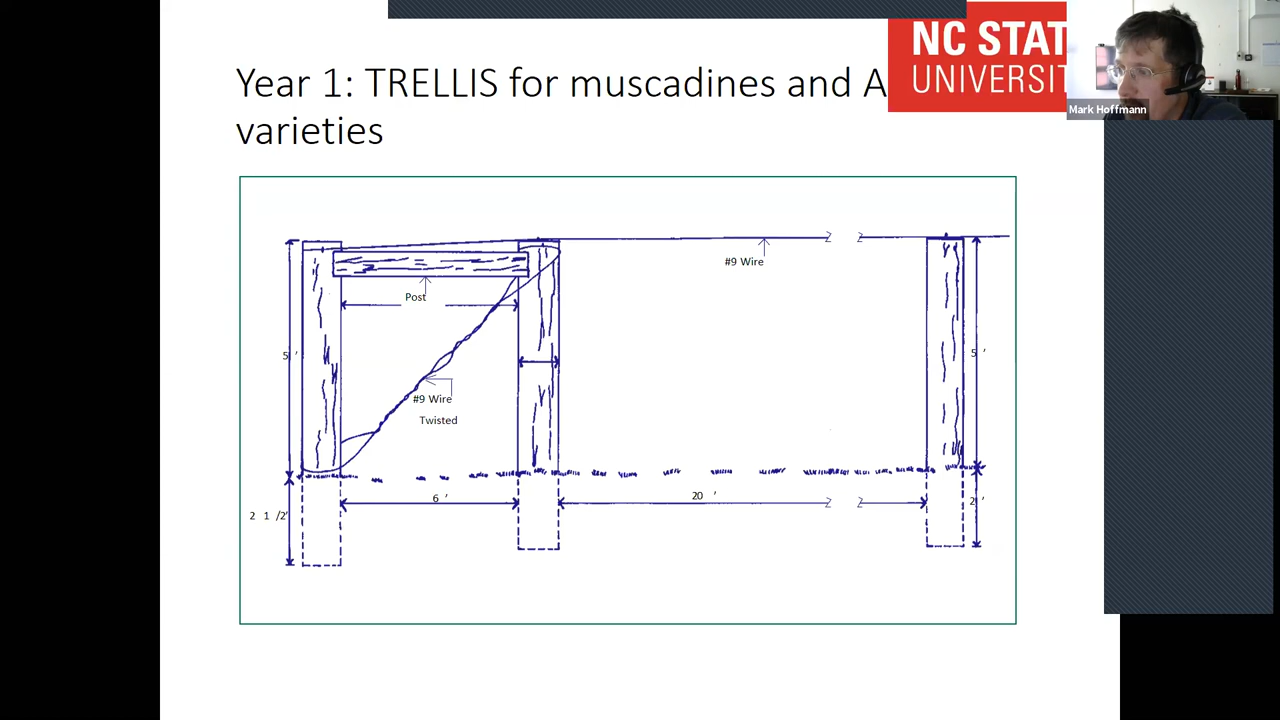 Year 1: TRELLIS for muscadines and A
varieties
NC STAT
UNIVERSIT
Mark Hoffmann
#9 Wire
Post
5 '
5 '
#9 Wire
Twisted
6 '
20 '
2 '
2 1 /2'